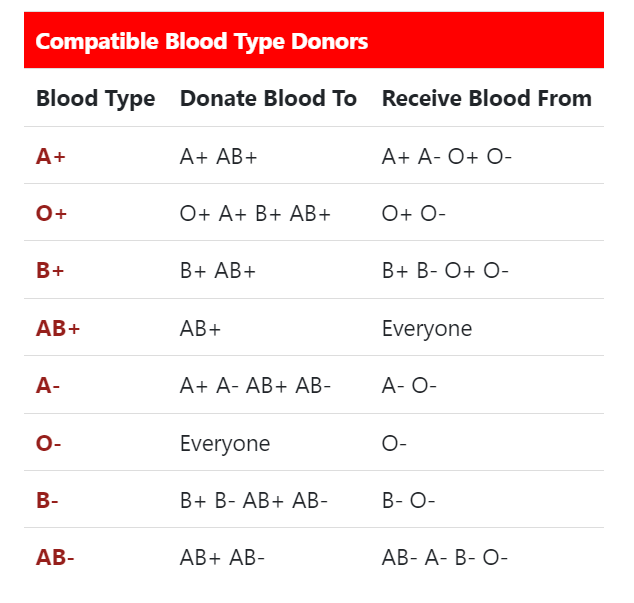 Compatible Blood Type Donors
Blood Type Donate Blood To Receive Blood From
A+ A+ AB+ A+ A- O+ O-
O+ O+ A+ B+ AB+ O+ O-
B+ B+ AB+ B+ B- O+ O-
AB+ AB+ Everyone
A- A+ A- AB+ AB- A- O-
O- Everyone O-
B- B+ B- AB+ AB- B- O-
AB- AB+ AB- AB- A- B- O-